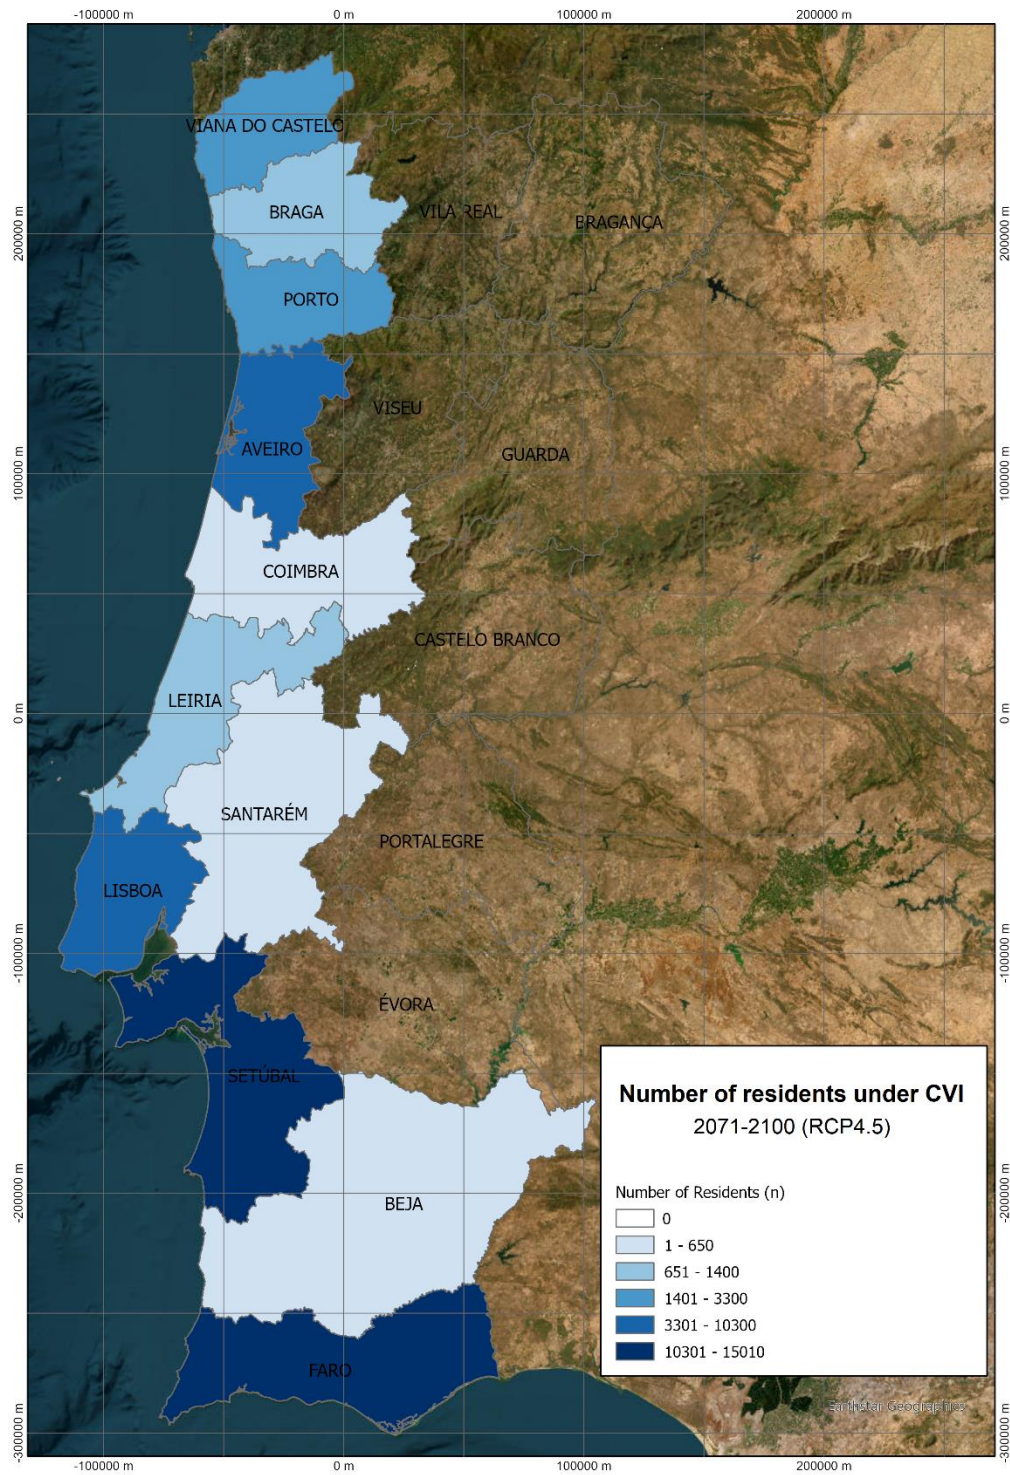 -100000 m
0 m
100000 m
200000 m
VIANA DO CASTELO
BRAGA
VILA REAL
BRAGANÇA
200000 m
200000 m
PORTO
VISEU
AVEIRO
GUARDA
100000 m
100000 m
COIMBRA
CASTELO BRANCO
LEIRIA
0 m
0 m
SANTARÉM
PORTALEGRE
LISBOA
-100000 m
-100000 m
ÉVORA
SETÚBAL
Number of residents under CVI
2071-2100 (RCP4.5)
Number of Residents (n)
0
1 - 650
651 - 1400
1401 - 3300
3301 - 10300
10301 - 15010
BEJA
-200000 m
-200000 m
FARO
Earthstar Geographics
-300000 m
-300000 m
-100000 m
0 m
100000 m
200000 m